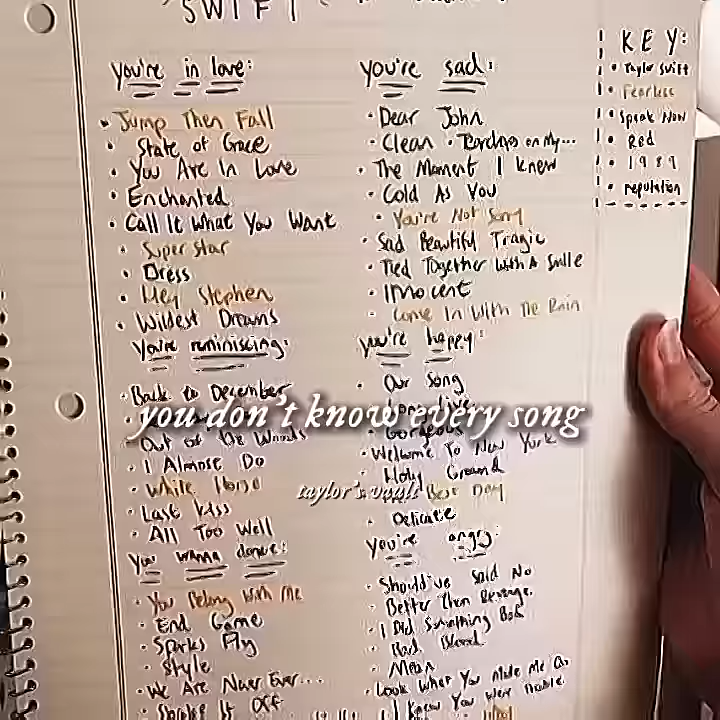 SWIFT
you're in love:
• Jump Then Fall
• State of Grace
• You Are In Love
• Enchanted
• Call It What You Want
• Superstar
• Dress
• Hey Stephen
• Wildest Dreams
you're reminiscing:
• Back to December
• Out of The Woods
• I Almost Do
• White Horse
• Last Kiss
• All Too Well
you wanna dance:
• You Belong With Me
• End Game
• Sparks Fly
• Style
• We Are Never Ever...
• Shake It Off
you're sad:
• Dear John
• Clean • Teardrops on My...
• The Moment I Knew
• Cold As You
• You're Not Sorry
• Sad Beautiful Tragic
• Tied Together With A Smile
• Innocent
• Come In With The Rain
you're happy:
• Our Song
• Long Live
• Gorgeous
• Welcome To New York
• Holy Ground
Best Day
• Delicate
you're angry:
• Should've Said No
• Better Than Revenge
• I Did Something Bad
• Bad Blood
• Mean
• Look What You Made Me Do
• I Knew You Were Trouble
KEY:
• Taylor Swift
• Fearless
• Speak Now
• Red
• 1989
• reputation
you don't know every song
taylor's vault